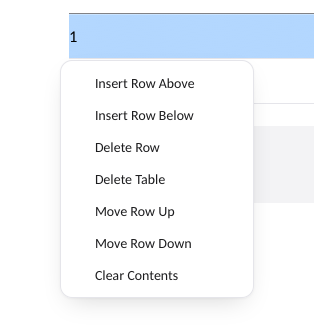 1
Insert Row Above
Insert Row Below
Delete Row
Delete Table
Move Row Up
Move Row Down
Clear Contents